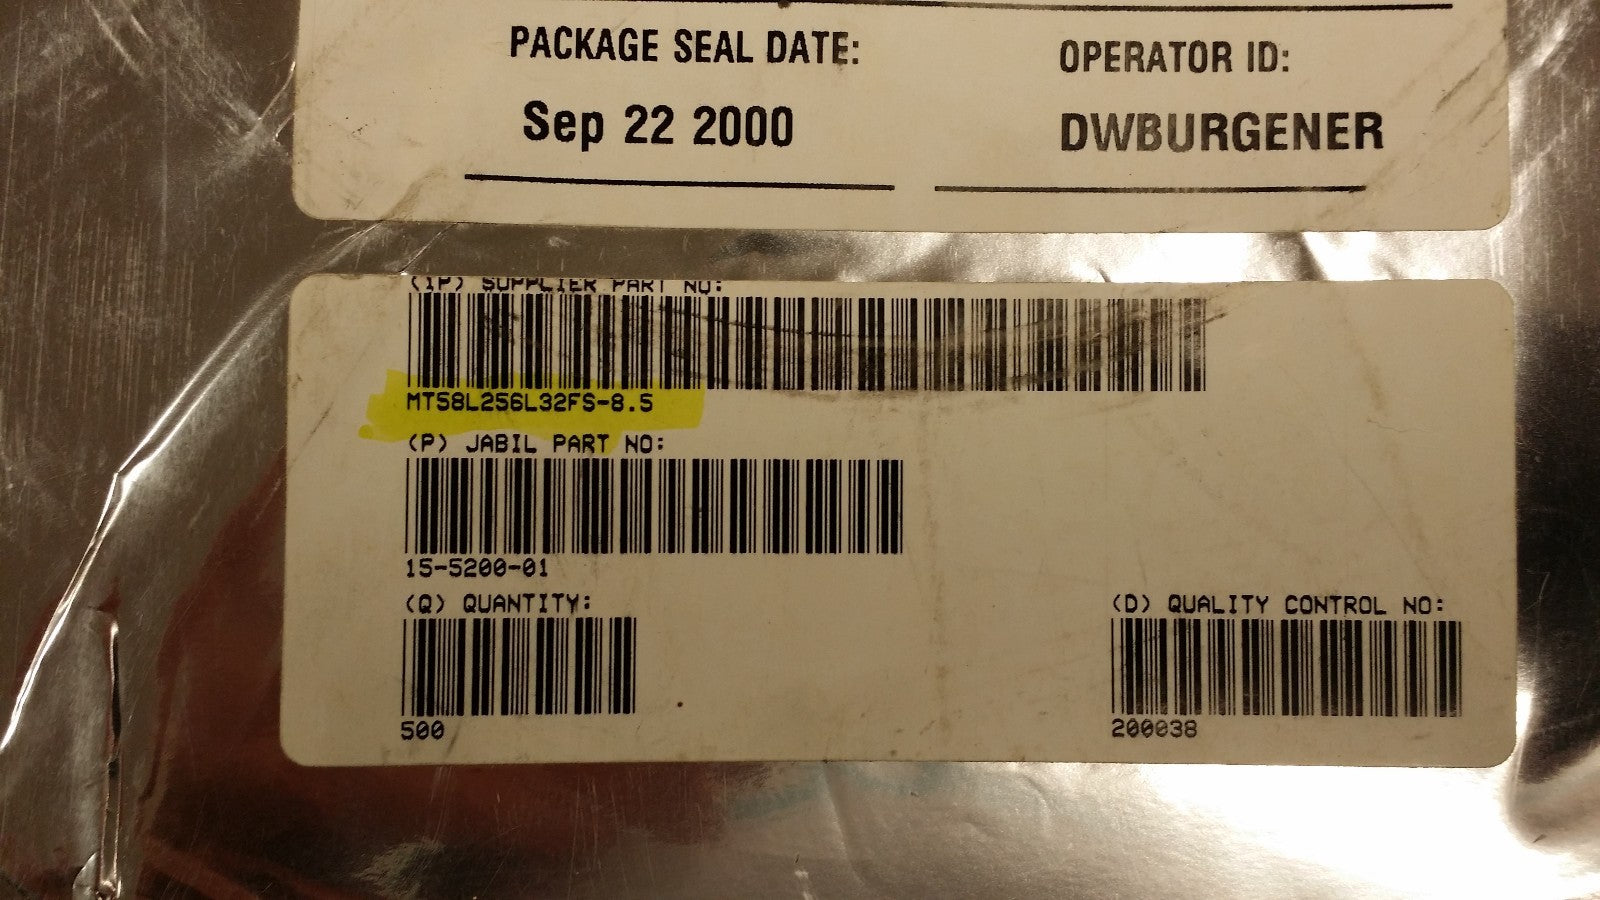 PACKAGE SEAL DATE:
OPERATOR ID:
Sep 22 2000
DWBURGENER
(1P) SUPPLIER PART NO:
MT58L256L32FS-8.5
(P) JABIL PART NO:
15-5200-01
(Q) QUANTITY:
500
(D) QUALITY CONTROL NO:
200038